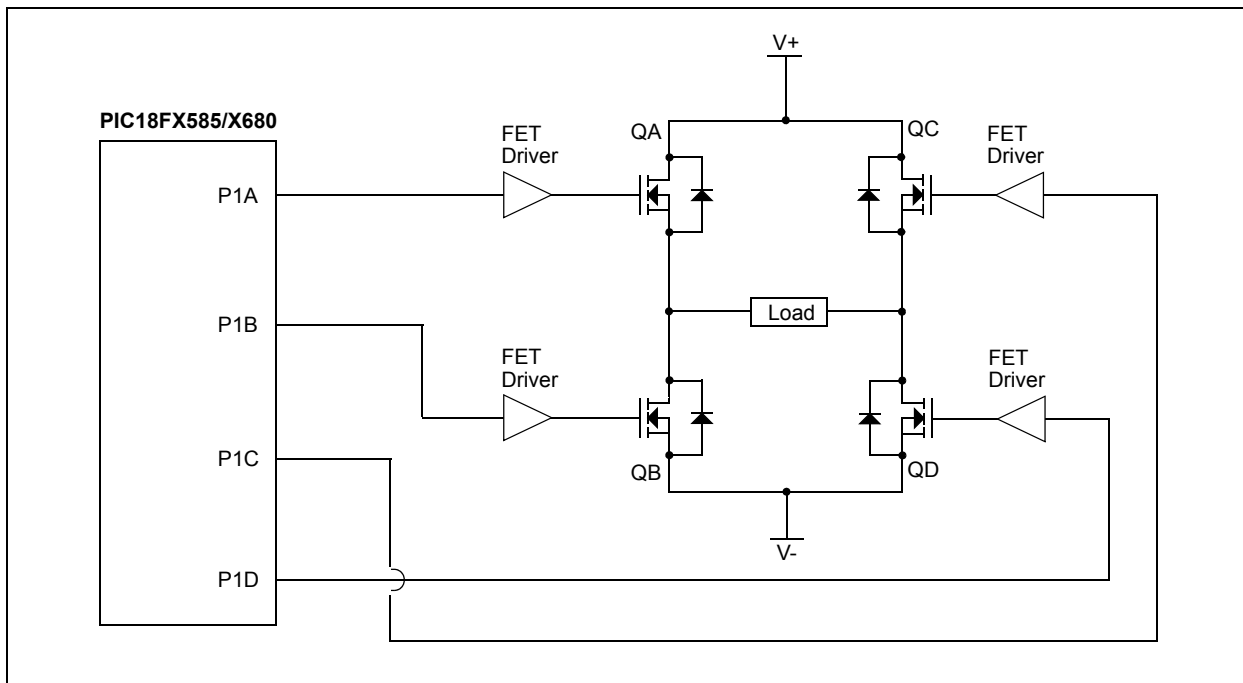 V+
PIC18FX585/X680
FET
Driver
QA
QC
FET
Driver
P1A
Load
P1B
FET
Driver
FET
Driver
P1C
QB
QD
V-
P1D